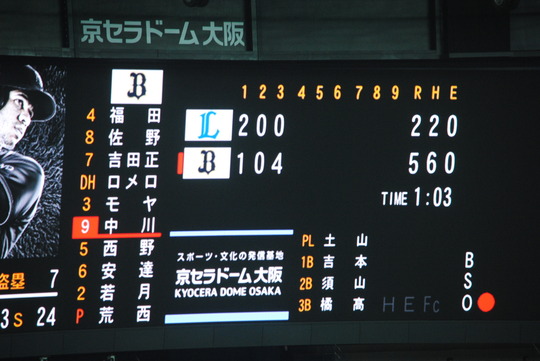 京セラドーム大阪
1 2 3 4 5 6 7 8 9 R H E
L 2 0 0 2 2 0
B 1 0 4 5 6 0
TIME 1:03
B
4 福田
8 佐野
7 吉田正
DH ロメロ
3 モヤ
9 中川
5 西野
6 安達
2 若月
P 荒西
スポーツ・文化の発信基地
京セラドーム大阪
KYOCERA DOME OSAKA
PL 土山
1B 吉本
2B 須山
3B 橘高
H E Fc
B
S
O
盗塁 7
3 S 24